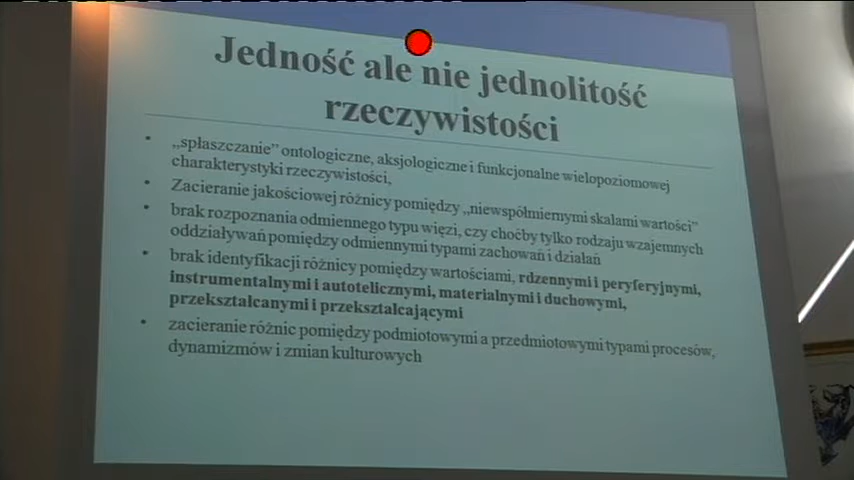 Jedność ale nie jednolitość
rzeczywistości
• „spłaszczanie” ontologiczne, aksjologiczne i funkcjonalne wielopoziomowej
charakterystyki rzeczywistości,
• Zacieranie jakościowej różnicy pomiędzy „niewspółmiernymi skalami wartości”
• brak rozpoznania odmiennego typu więzi, czy choćby tylko rodzaju wzajemnych
oddziaływań pomiędzy odmiennymi typami zachowań i działań
• brak identyfikacji różnicy pomiędzy wartościami, rdzennymi i peryferyjnymi,
instrumentalnymi i autotelicznymi, materialnymi i duchowymi,
przekształcanymi i przekształcającymi
• zacieranie różnic pomiędzy podmiotowymi a przedmiotowymi typami procesów,
dynamizmów i zmian kulturowych